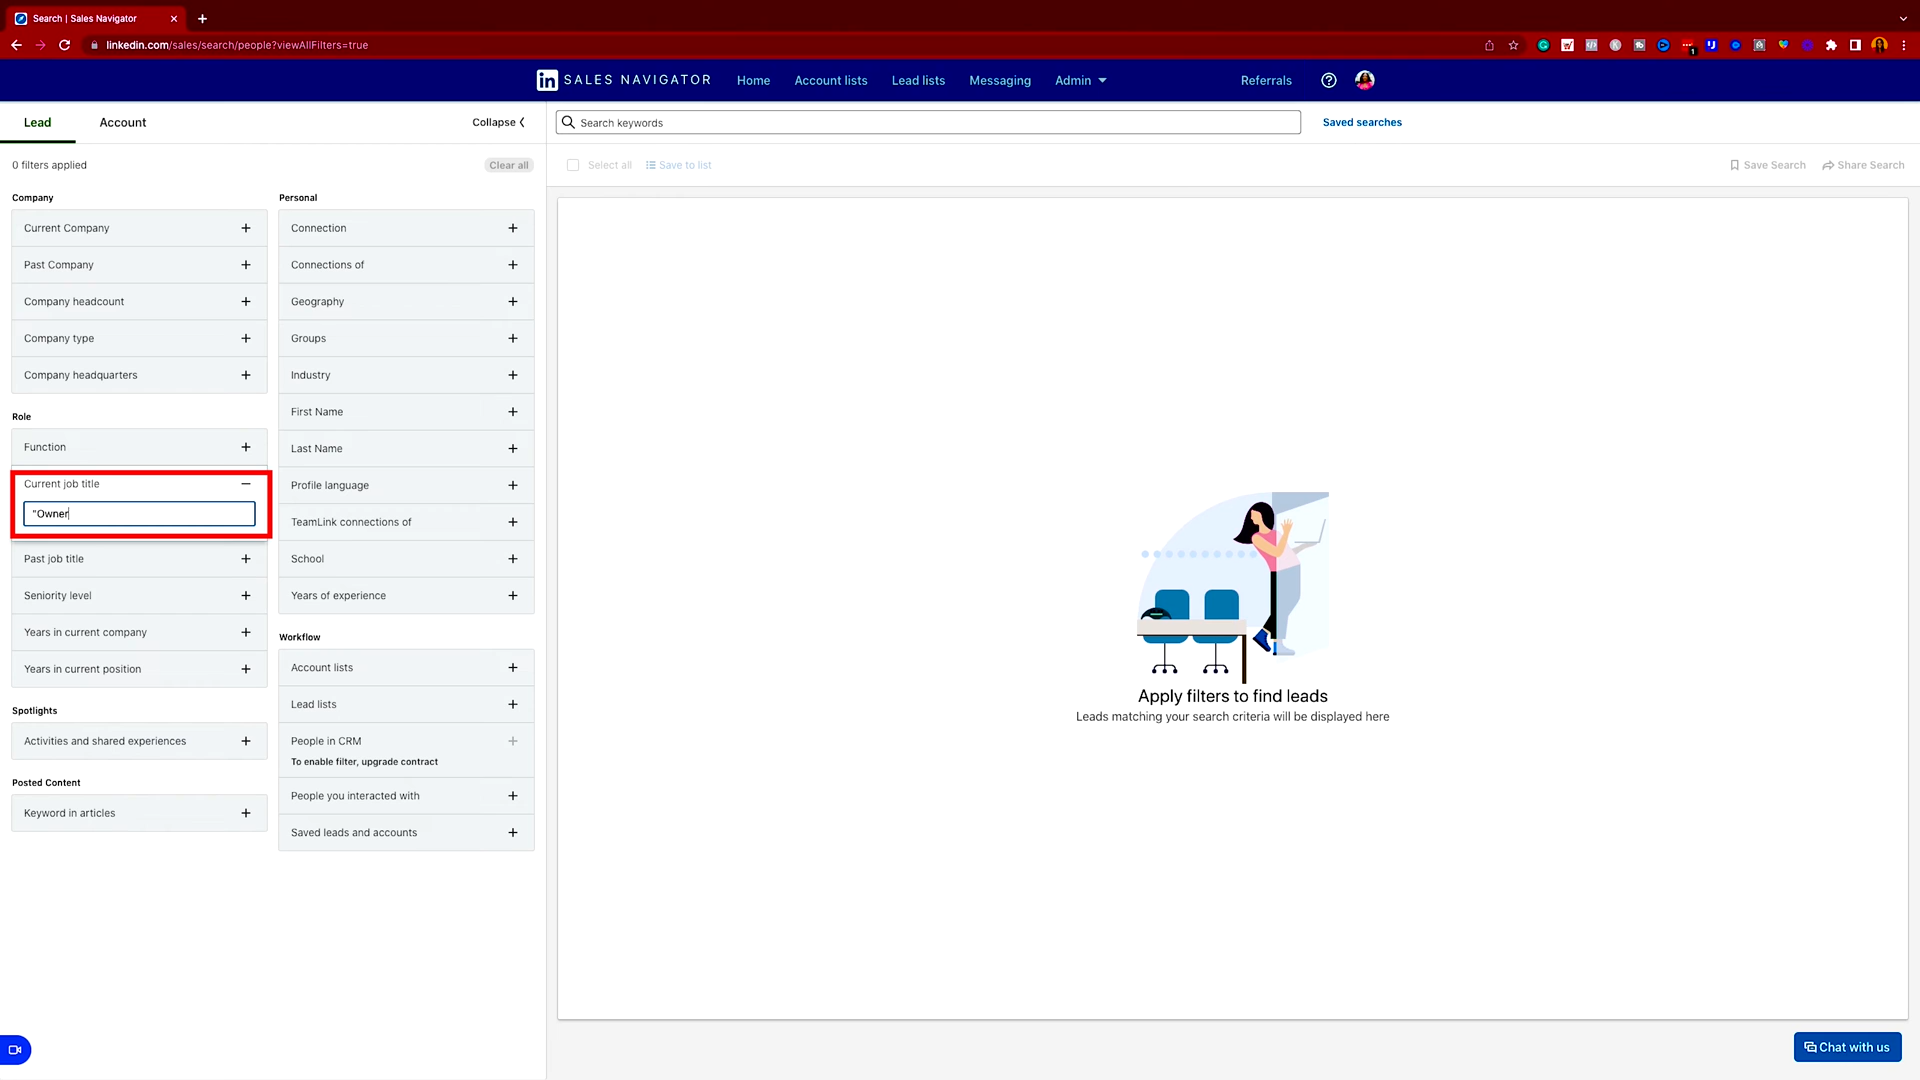 Search | Sales Navigator
linkedin.com/sales/search/people?viewAllFilters=true
1
in SALES NAVIGATOR Home Account lists Lead lists Messaging Admin Referrals
Lead Account Collapse
Search keywords Saved searches
0 filters applied Clear all
Select all Save to list Save Search Share Search
Company
Current Company
Past Company
Company headcount
Company type
Company headquarters
Role
Function
Current job title
"Owner
Past job title
Seniority level
Years in current company
Years in current position
Spotlights
Activities and shared experiences
Posted Content
Keyword in articles
Personal
Connection
Connections of
Geography
Groups
Industry
First Name
Last Name
Profile language
TeamLink connections of
School
Years of experience
Workflow
Account lists
Lead lists
People in CRM
To enable filter, upgrade contract
People you interacted with
Saved leads and accounts
Apply filters to find leads
Leads matching your search criteria will be displayed here
Chat with us